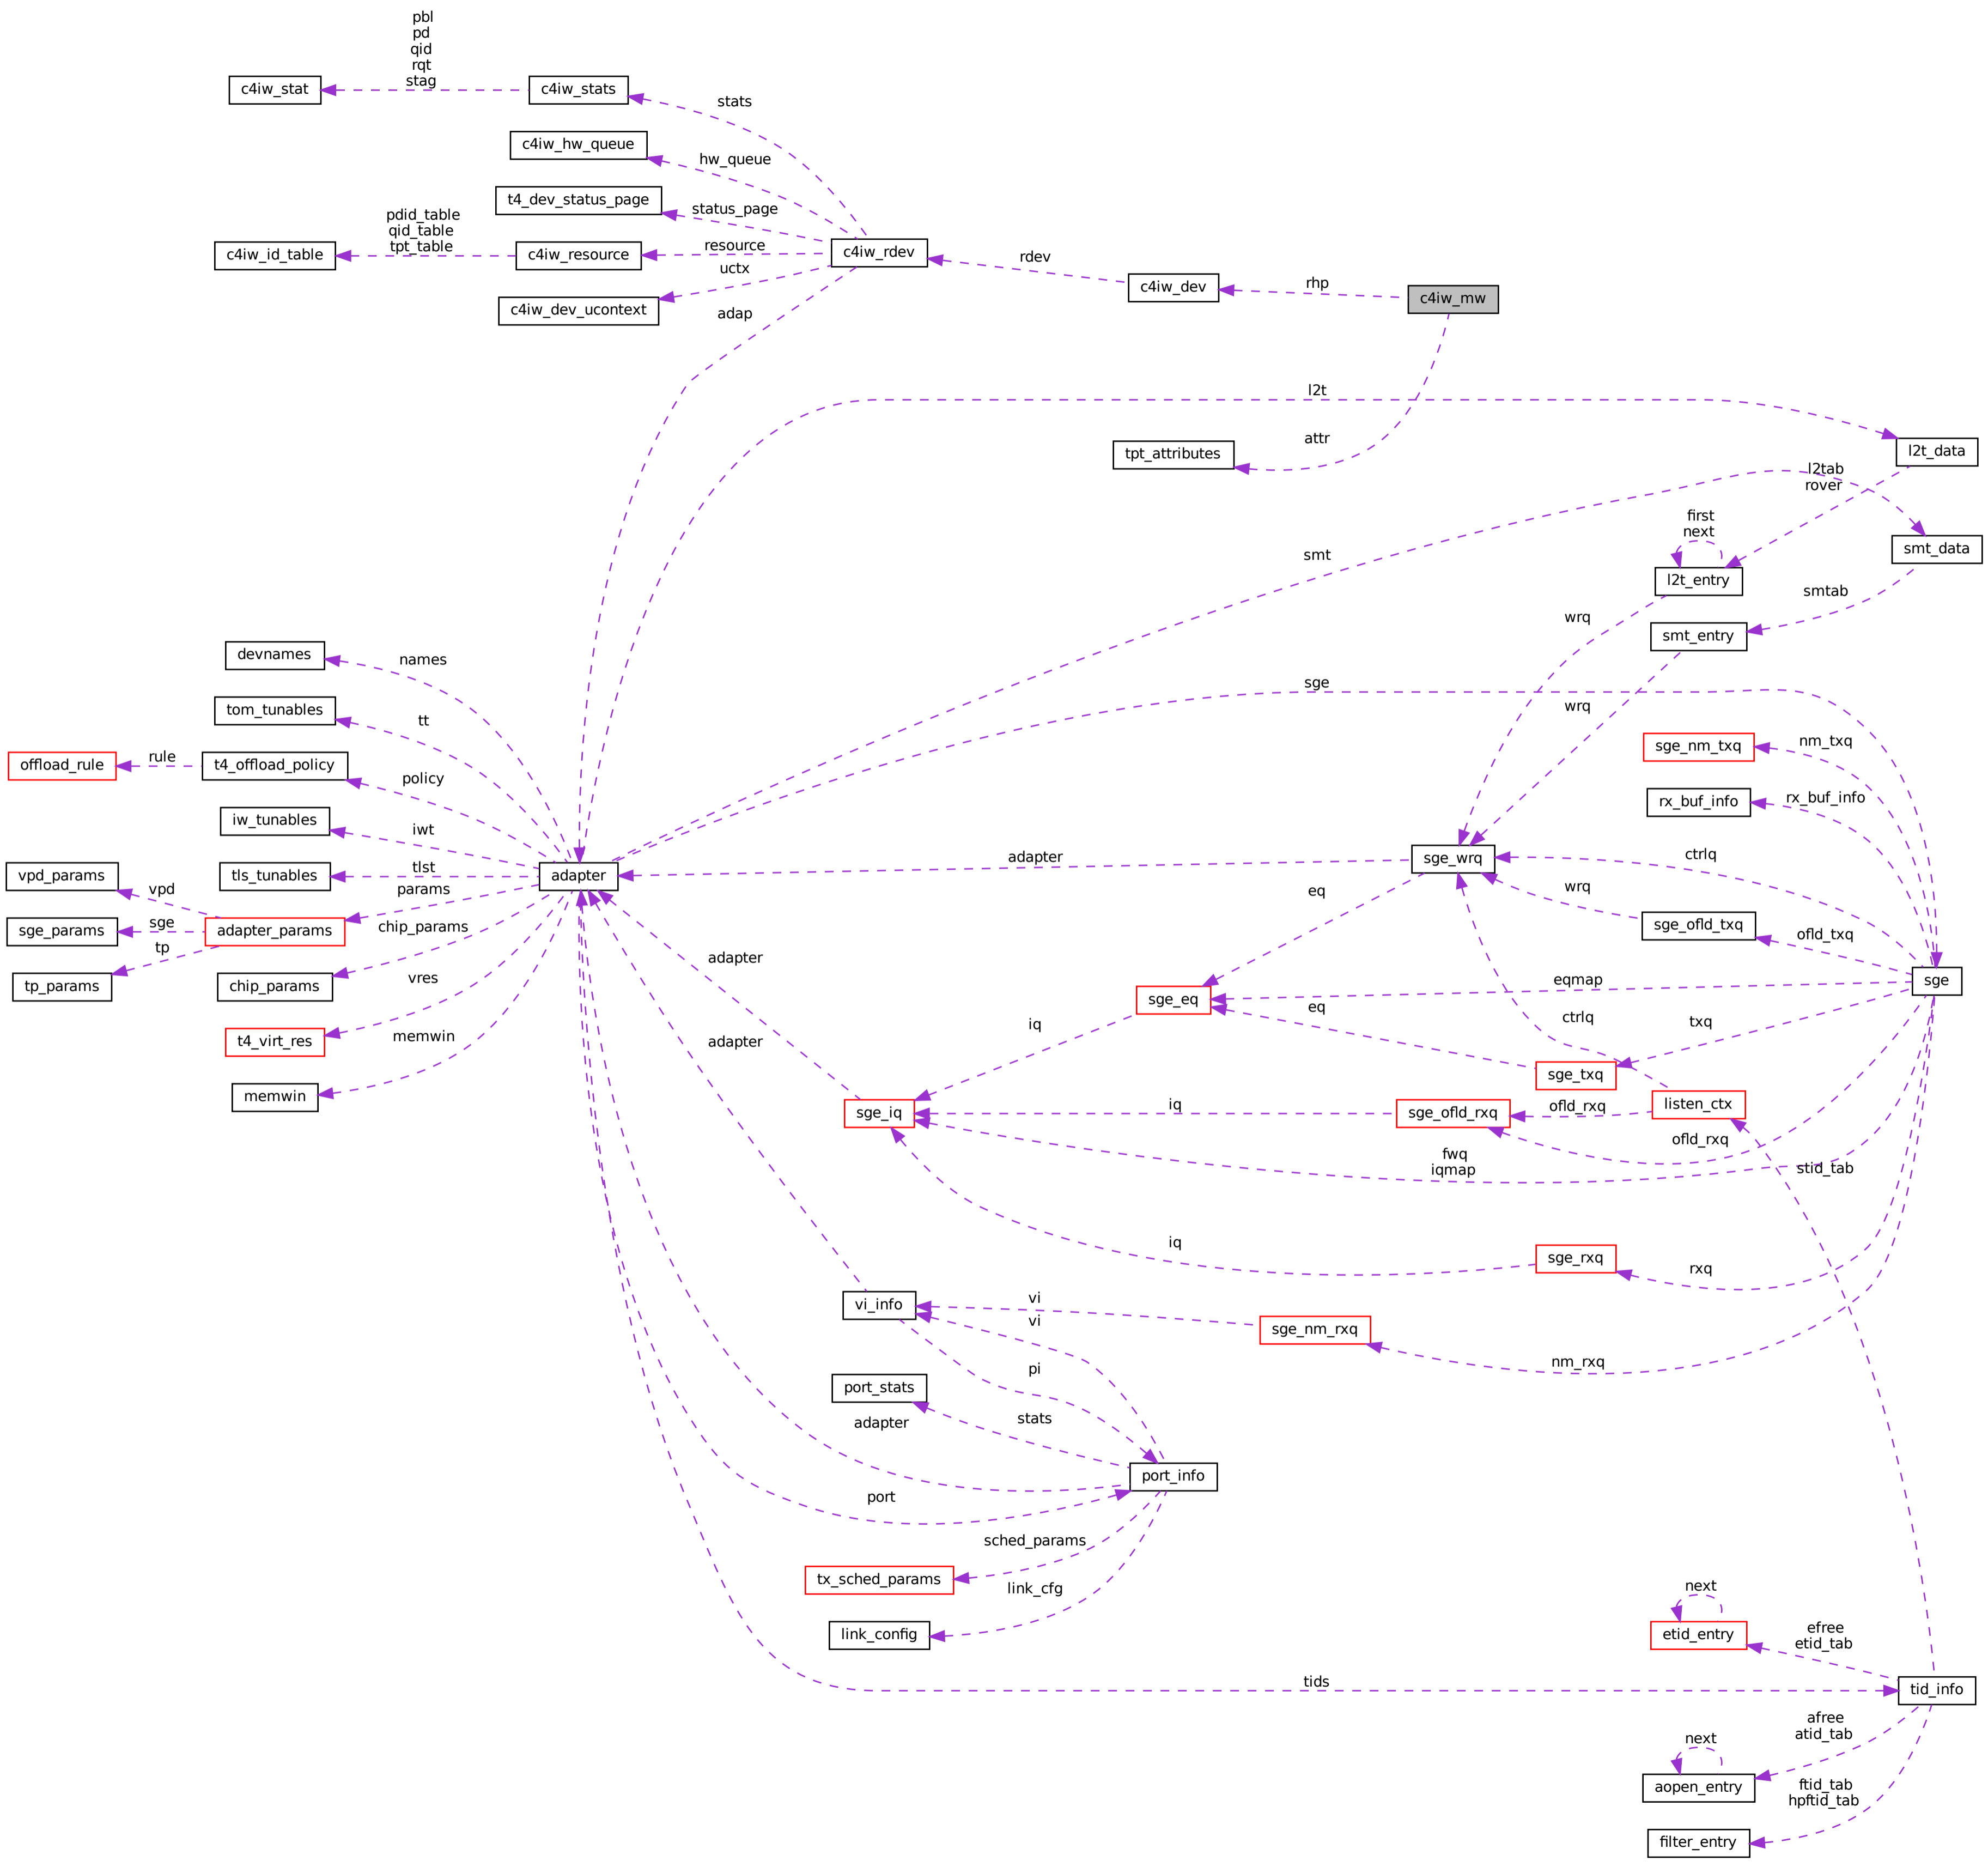 pbl
pd
qid
rqt
stag
c4iw_stat
c4iw_stats
stats
c4iw_hw_queue
hw_queue
t4_dev_status_page
status_page
pdid_table
qid_table
tpt_table
c4iw_id_table
c4iw_resource
resource
c4iw_rdev
rdev
uctx
c4iw_dev
rhp
c4iw_mw
c4iw_dev_ucontext
adap
l2t
tpt_attributes
attr
l2t_data
l2tab
rover
first
next
smt
smt_data
l2t_entry
smtab
wrq
smt_entry
devnames
names
sge
wrq
tom_tunables
tt
sge_nm_txq
nm_txq
offload_rule
rule
t4_offload_policy
policy
rx_buf_info
rx_buf_info
iw_tunables
iwt
adapter
sge_wrq
ctrlq
vpd_params
vpd
tls_tunables
tlst
adapter
eq
wrq
params
sge_params
sge
adapter_params
chip_params
sge_ofld_txq
ofld_txq
tp
tp_params
chip_params
vres
adapter
sge_eq
eqmap
sge
eq
ctrlq
txq
t4_virt_res
memwin
adapter
iq
sge_txq
memwin
sge_iq
iq
sge_ofld_rxq
ofld_rxq
listen_ctx
ofld_rxq
fwq
iqmap
stid_tab
iq
sge_rxq
rxq
vi_info
vi
vi
sge_nm_rxq
nm_rxq
pi
port_stats
stats
adapter
port_info
port
sched_params
tx_sched_params
link_cfg
link_config
next
etid_entry
efree
etid_tab
tids
tid_info
afree
atid_tab
next
aopen_entry
ftid_tab
hpftid_tab
filter_entry